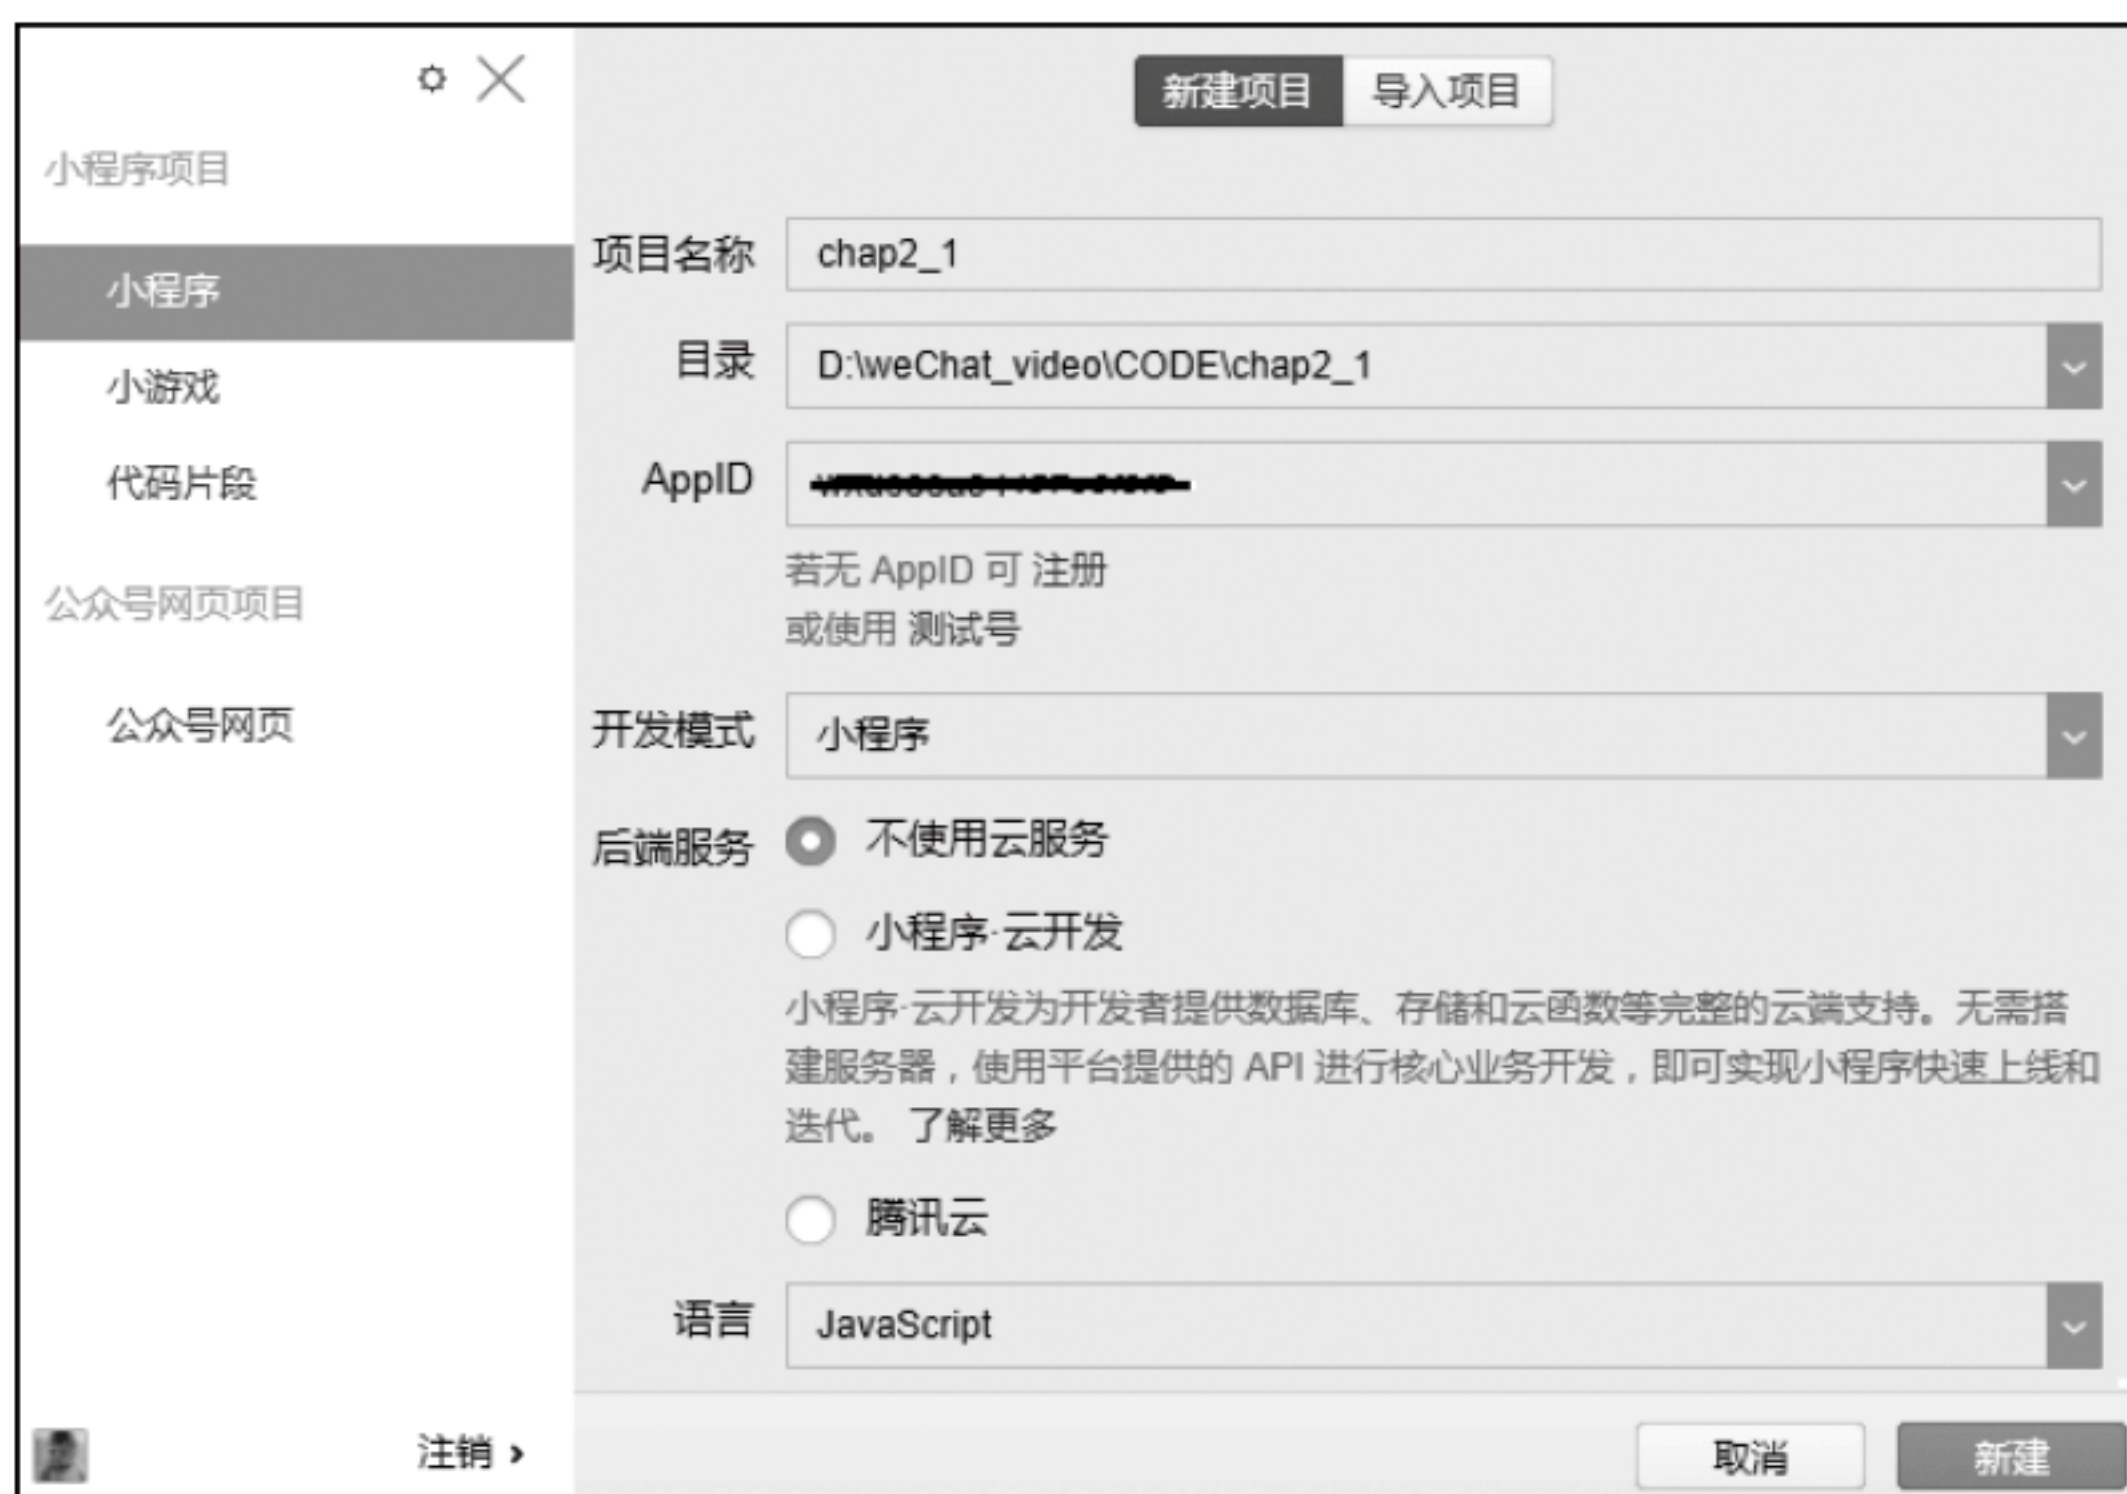 小程序项目
小程序
小游戏
代码片段
公众号网页项目
公众号网页
注销
新建项目 导入项目
项目名称 chap2_1
目录 D:\weChat_video\CODE\chap2_1
AppID
若无 AppID 可 注册
或使用 测试号
开发模式 小程序
后端服务 不使用云服务
小程序·云开发
小程序·云开发为开发者提供数据库、存储和云函数等完整的云端支持。无需搭
建服务器，使用平台提供的 API 进行核心业务开发，即可实现小程序快速上线和
迭代。 了解更多
腾讯云
语言 JavaScript
取消 新建